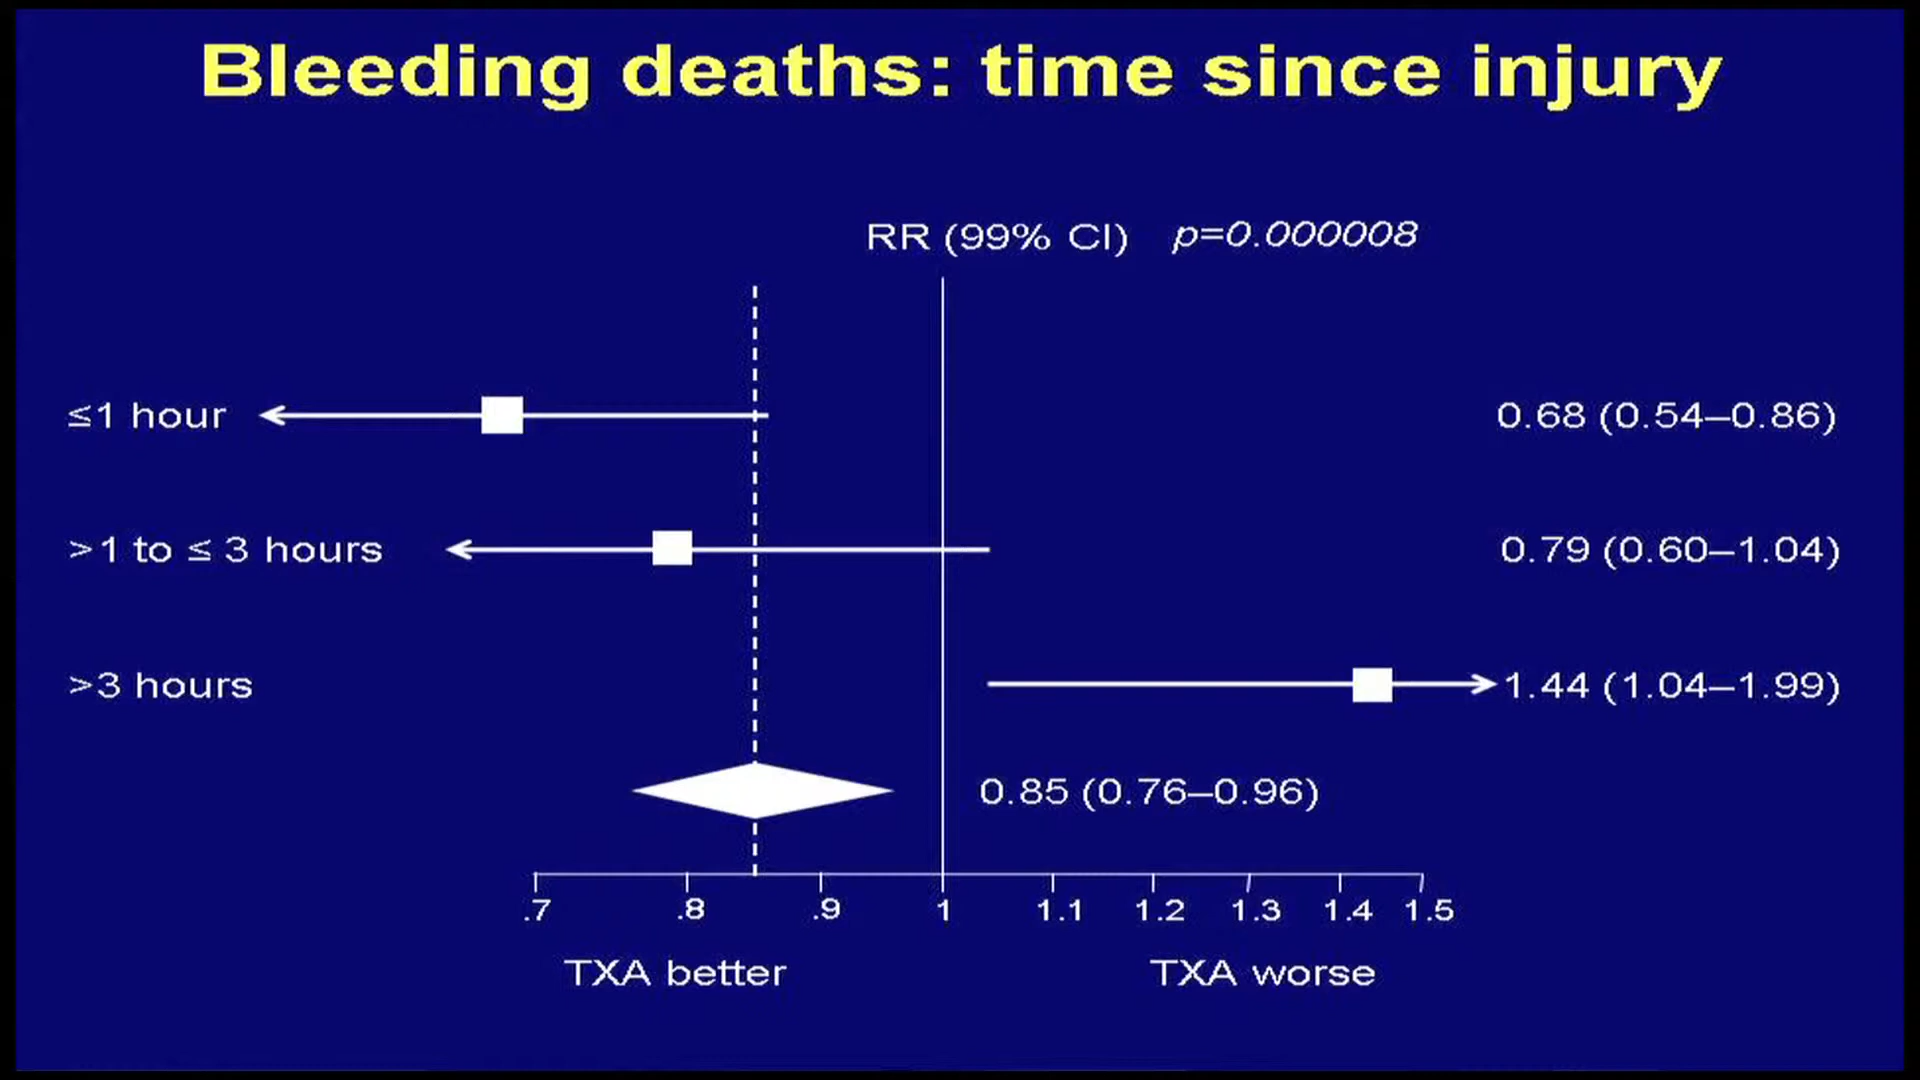 Bleeding deaths: time since injury
RR (99% CI) p=0.000008
≤1 hour 0.68 (0.54–0.86)
>1 to ≤ 3 hours 0.79 (0.60–1.04)
>3 hours 1.44 (1.04–1.99)
0.85 (0.76–0.96)
.7 .8 .9 1 1.1 1.2 1.3 1.4 1.5
TXA better TXA worse